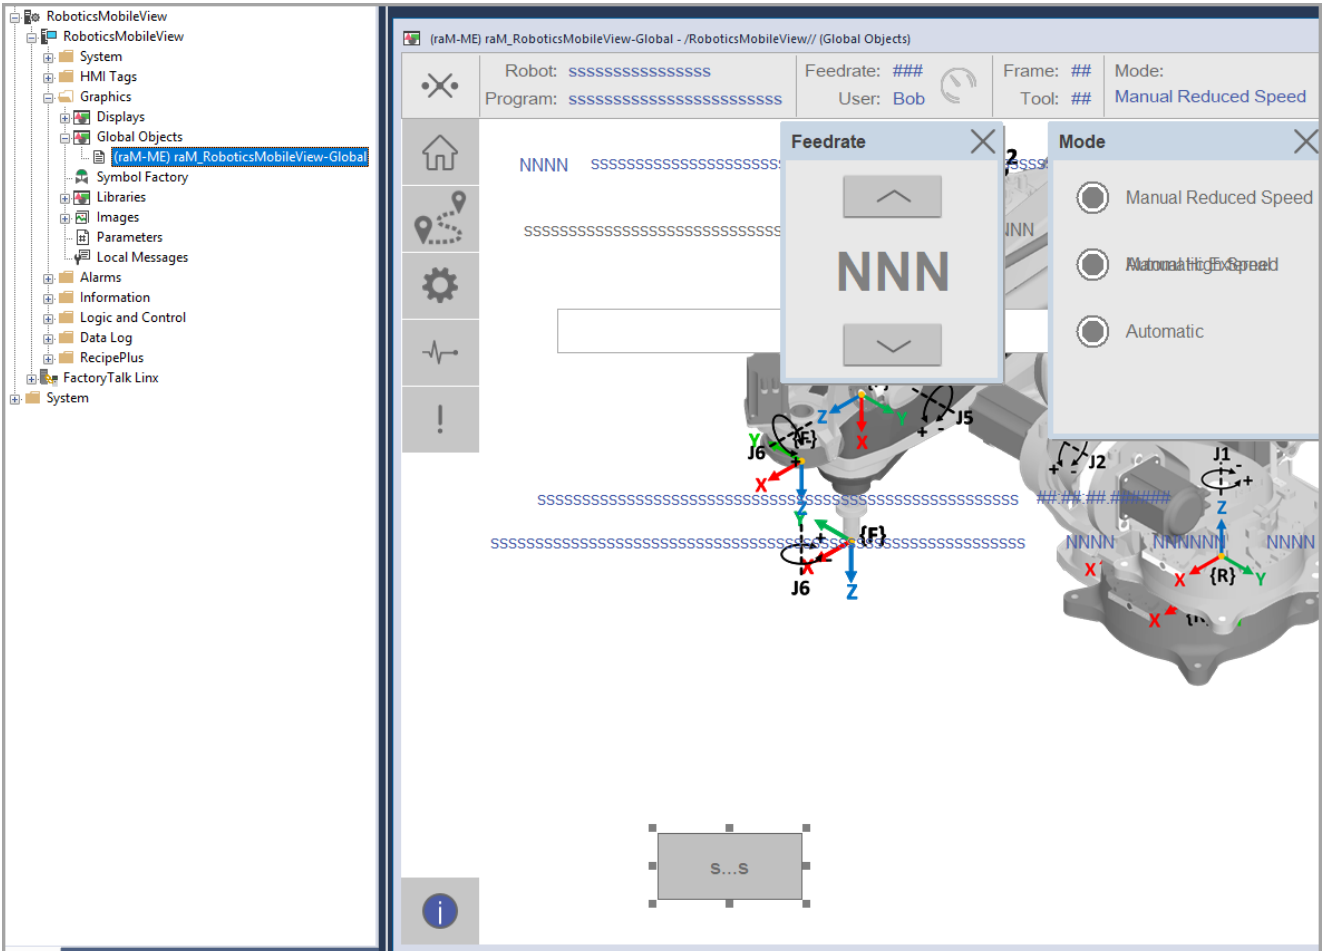 RoboticsMobileView
RoboticsMobileView
System
HMI Tags
Graphics
Displays
Global Objects
(raM-ME) raM_RoboticsMobileView-Global
Symbol Factory
Libraries
Images
Parameters
Local Messages
Alarms
Information
Logic and Control
Data Log
RecipePlus
FactoryTalk Linx
System
(raM-ME) raM_RoboticsMobileView-Global - /RoboticsMobileView// (Global Objects)
Robot: ssssssssssssssss Feedrate: ### Frame: ## Mode:
Program: sssssssssssssssssssssssss User: Bob Tool: ## Manual Reduced Speed
Feedrate
NNN
Mode
Manual Reduced Speed
Automatic
NNNN
Z Y X J5
Y J6 {F} X Z
J2
J1
Z
X {R} Y
Y {F} X Z
J6
NNNN NNNNNN NNNN
X
s...s
i